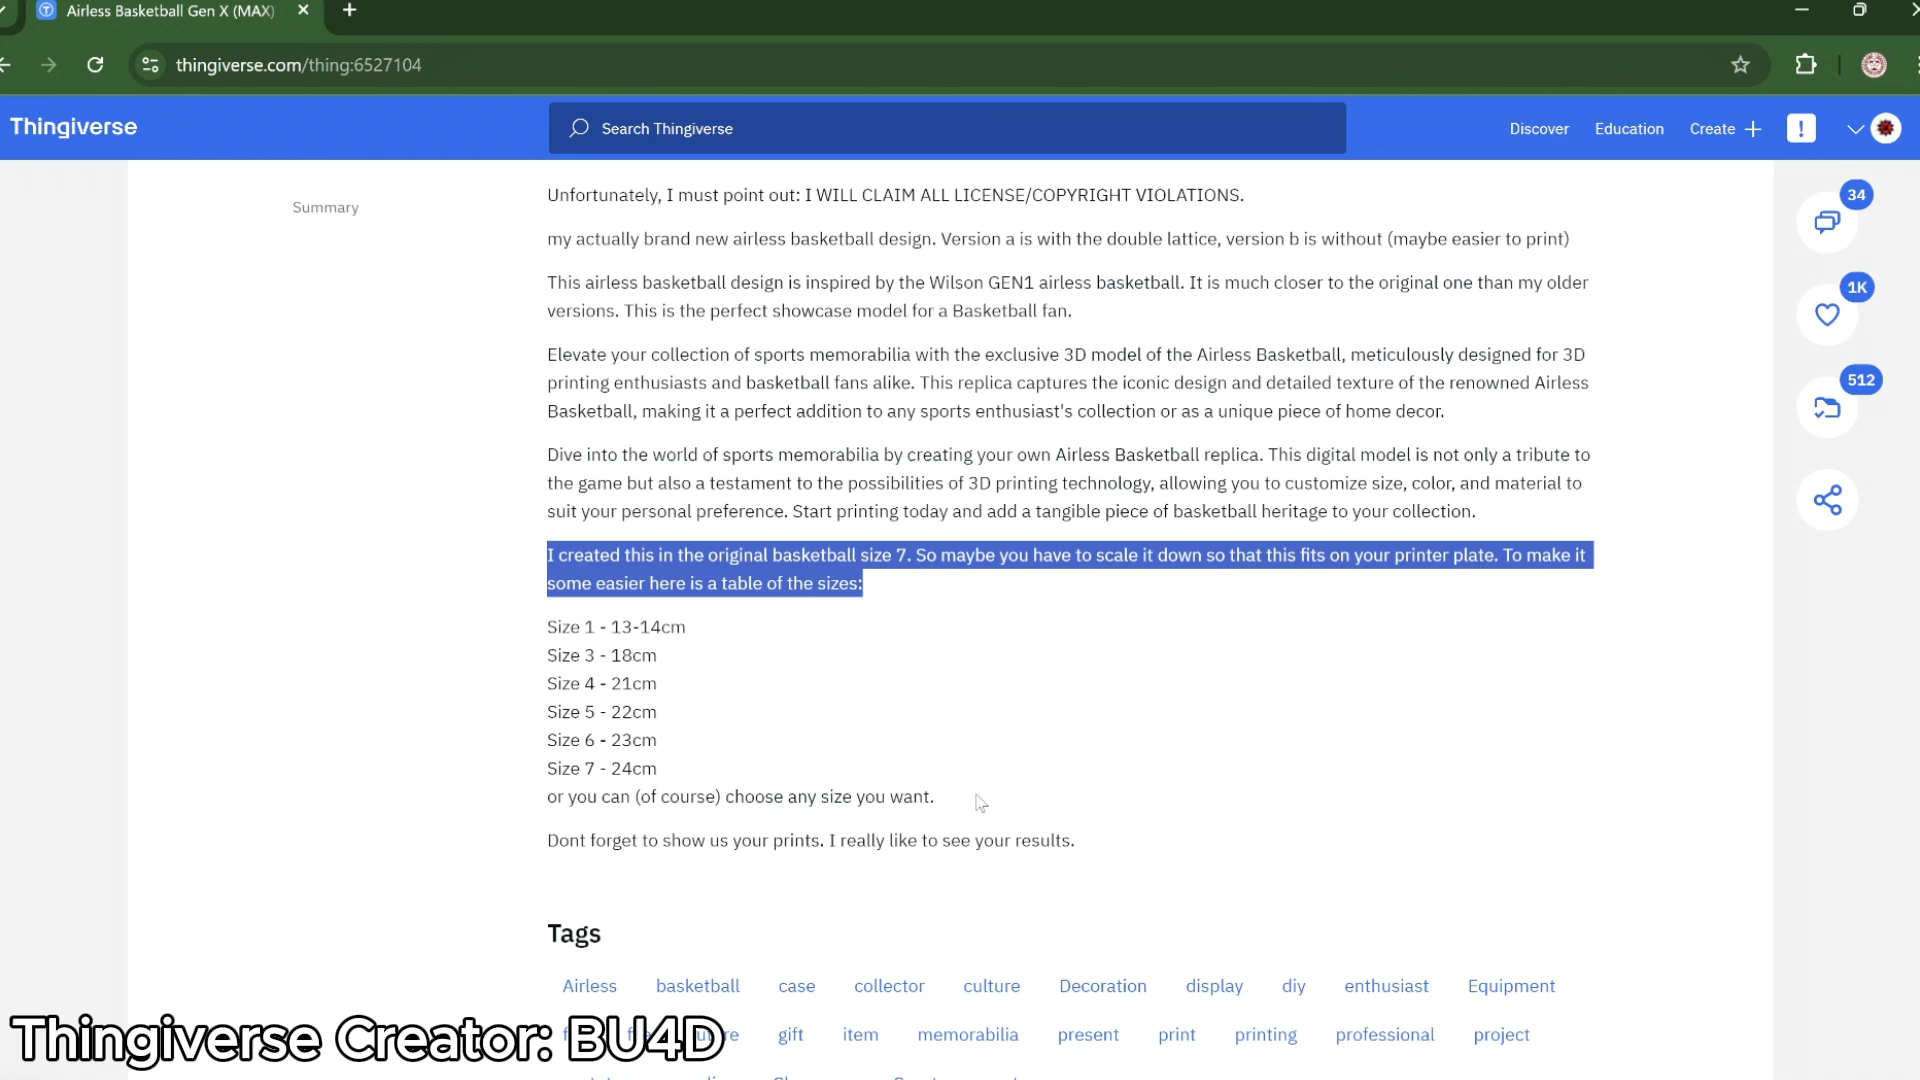 Airless Basketball Gen X (MAX)
thingiverse.com/thing:6527104
Thingiverse
Search Thingiverse
Discover
Education
Create
Summary
Unfortunately, I must point out: I WILL CLAIM ALL LICENSE/COPYRIGHT VIOLATIONS.
my actually brand new airless basketball design. Version a is with the double lattice, version b is without (maybe easier to print)
This airless basketball design is inspired by the Wilson GEN1 airless basketball. It is much closer to the original one than my older
versions. This is the perfect showcase model for a Basketball fan.
Elevate your collection of sports memorabilia with the exclusive 3D model of the Airless Basketball, meticulously designed for 3D
printing enthusiasts and basketball fans alike. This replica captures the iconic design and detailed texture of the renowned Airless
Basketball, making it a perfect addition to any sports enthusiast's collection or as a unique piece of home decor.
Dive into the world of sports memorabilia by creating your own Airless Basketball replica. This digital model is not only a tribute to
the game but also a testament to the possibilities of 3D printing technology, allowing you to customize size, color, and material to
suit your personal preference. Start printing today and add a tangible piece of basketball heritage to your collection.
I created this in the original basketball size 7. So maybe you have to scale it down so that this fits on your printer plate. To make it
some easier here is a table of the sizes:
Size 1 - 13-14cm
Size 3 - 18cm
Size 4 - 21cm
Size 5 - 22cm
Size 6 - 23cm
Size 7 - 24cm
or you can (of course) choose any size you want.
Dont forget to show us your prints. I really like to see your results.
34
1K
512
Tags
Airless basketball case collector culture Decoration display diy enthusiast Equipment
gift item memorabilia present print printing professional project
Thingiverse Creator: BU4D